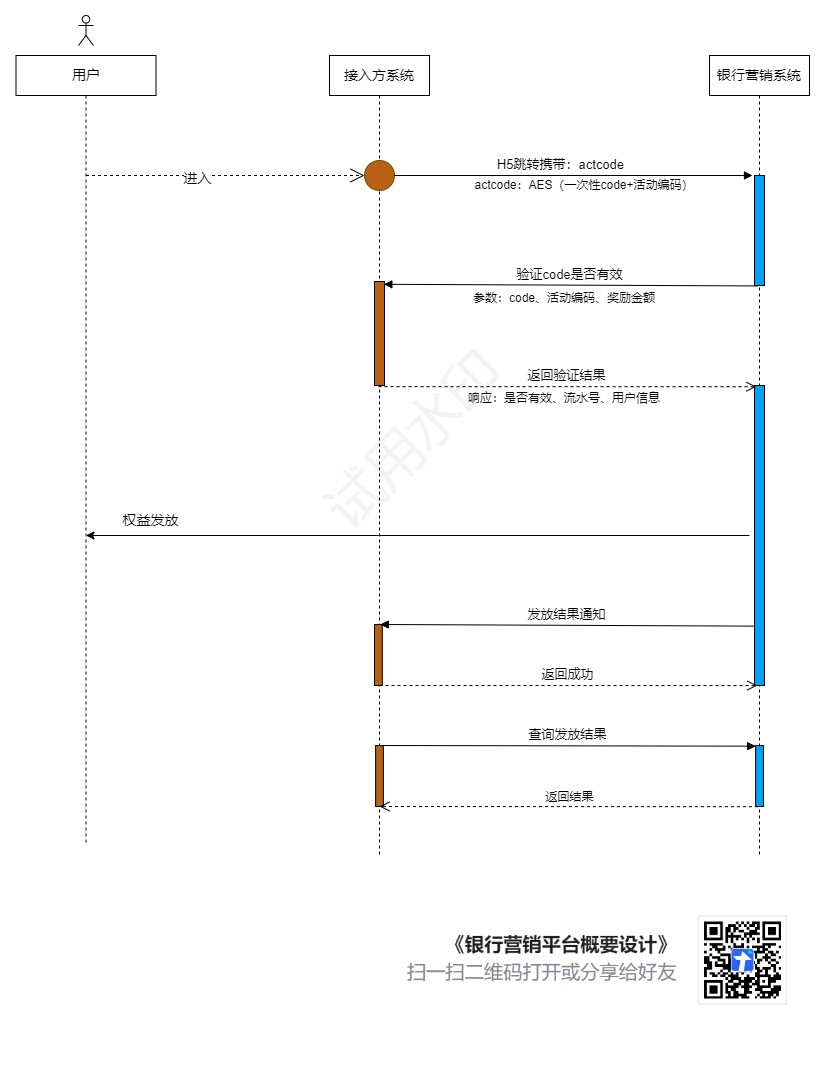 用户
接入方系统
银行营销系统
进入
H5跳转携带：actcode
actcode：AES（一次性code+活动编码）
验证code是否有效
参数：code、活动编码、奖励金额
返回验证结果
响应：是否有效、流水号、用户信息
试用水印
权益发放
发放结果通知
返回成功
查询发放结果
返回结果
《银行营销平台概要设计》
扫一扫二维码打开或分享给好友